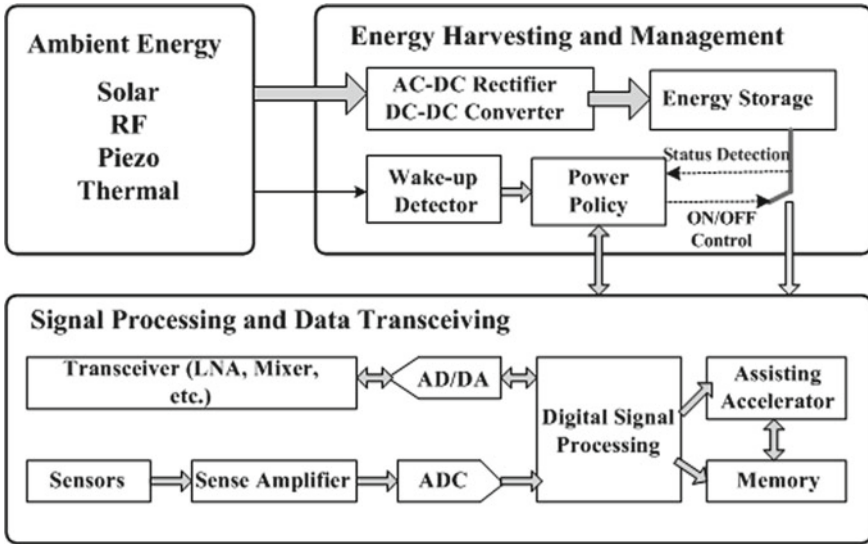 Ambient Energy
Solar
RF
Piezo
Thermal
Energy Harvesting and Management
AC-DC Rectifier
DC-DC Converter
Energy Storage
Status Detection
Wake-up
Detector
Power
Policy
ON/OFF
Control
Signal Processing and Data Transceiving
Transceiver (LNA, Mixer,
etc.)
AD/DA
Digital Signal
Processing
Assisting
Accelerator
Sensors
Sense Amplifier
ADC
Memory